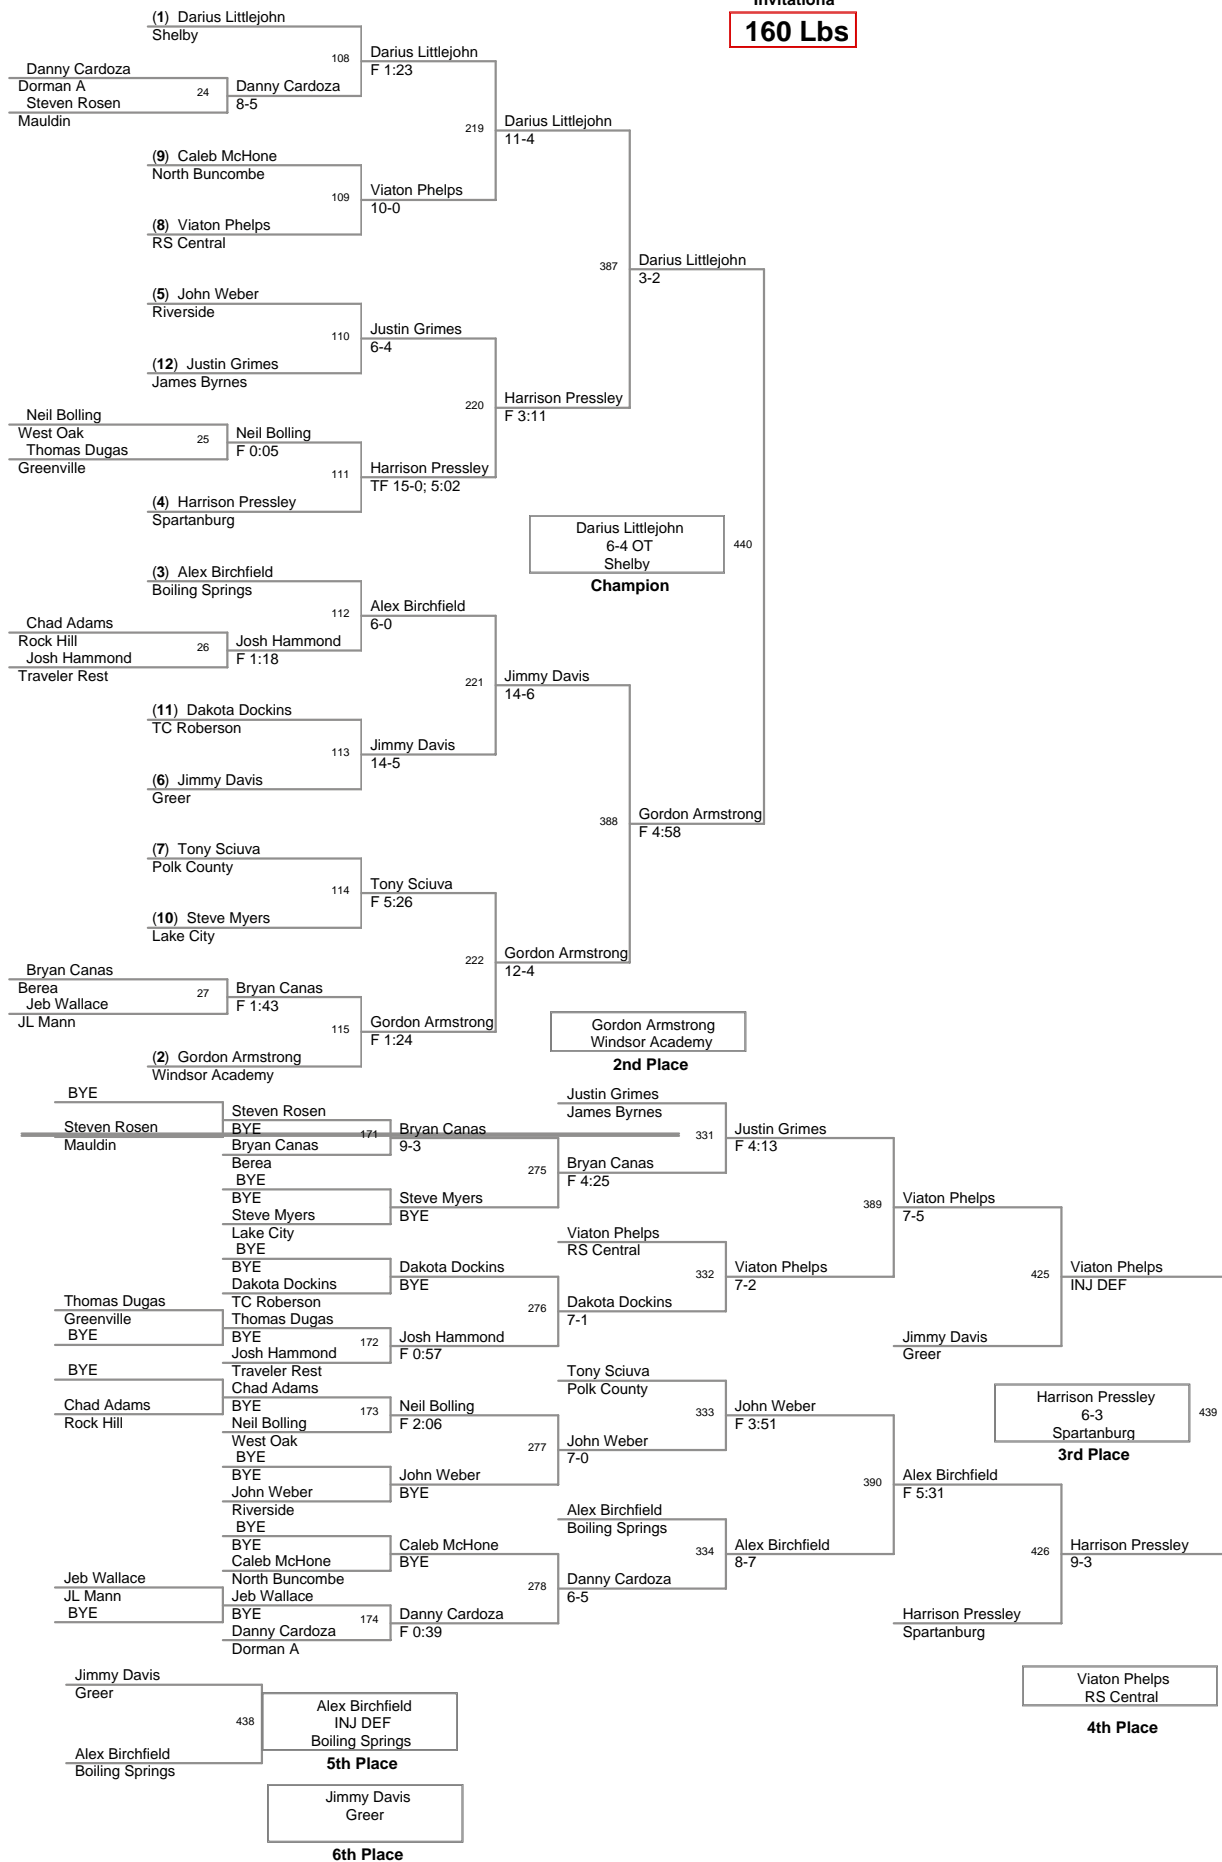 Invitational
160 Lbs
(1) Darius Littlejohn
Shelby
108
Darius Littlejohn
F 1:23
Danny Cardoza
Dorman A
24
Danny Cardoza
8-5
Steven Rosen
Mauldin
219
Darius Littlejohn
11-4
(9) Caleb McHone
North Buncombe
109
Viaton Phelps
10-0
(8) Viaton Phelps
RS Central
387
Darius Littlejohn
3-2
(5) John Weber
Riverside
110
Justin Grimes
6-4
(12) Justin Grimes
James Byrnes
220
Harrison Pressley
F 3:11
Neil Bolling
West Oak
25
Neil Bolling
F 0:05
Thomas Dugas
Greenville
111
Harrison Pressley
TF 15-0; 5:02
(4) Harrison Pressley
Spartanburg
Darius Littlejohn
6-4 OT
Shelby
440
Champion
(3) Alex Birchfield
Boiling Springs
112
Alex Birchfield
6-0
Chad Adams
Rock Hill
26
Josh Hammond
F 1:18
Josh Hammond
Traveler Rest
221
Jimmy Davis
14-6
(11) Dakota Dockins
TC Roberson
113
Jimmy Davis
14-5
(6) Jimmy Davis
Greer
388
Gordon Armstrong
F 4:58
(7) Tony Sciuva
Polk County
114
Tony Sciuva
F 5:26
(10) Steve Myers
Lake City
222
Gordon Armstrong
12-4
Bryan Canas
Berea
27
Bryan Canas
F 1:43
Jeb Wallace
JL Mann
115
Gordon Armstrong
F 1:24
(2) Gordon Armstrong
Windsor Academy
Gordon Armstrong
Windsor Academy
2nd Place
BYE
Steven Rosen
Mauldin
Steven Rosen
BYE
171
Bryan Canas
Berea
Bryan Canas
9-3
275
Bryan Canas
F 4:25
BYE
BYE
Steve Myers
Lake City
Steve Myers
BYE
Justin Grimes
James Byrnes
331
Justin Grimes
F 4:13
389
Viaton Phelps
7-5
Viaton Phelps
RS Central
332
Viaton Phelps
7-2
BYE
BYE
Dakota Dockins
TC Roberson
Dakota Dockins
BYE
276
Dakota Dockins
7-1
Thomas Dugas
Greenville
BYE
Thomas Dugas
BYE
172
Josh Hammond
Traveler Rest
Josh Hammond
F 0:57
425
Viaton Phelps
INJ DEF
Jimmy Davis
Greer
BYE
Chad Adams
Rock Hill
Chad Adams
BYE
173
Neil Bolling
West Oak
Neil Bolling
F 2:06
277
John Weber
7-0
BYE
BYE
John Weber
Riverside
John Weber
BYE
Tony Sciuva
Polk County
333
John Weber
F 3:51
Harrison Pressley
6-3
Spartanburg
439
3rd Place
390
Alex Birchfield
F 5:31
Alex Birchfield
Boiling Springs
334
Alex Birchfield
8-7
BYE
BYE
Caleb McHone
North Buncombe
Caleb McHone
BYE
278
Danny Cardoza
6-5
Jeb Wallace
JL Mann
BYE
Jeb Wallace
BYE
174
Danny Cardoza
Dorman A
Danny Cardoza
F 0:39
426
Harrison Pressley
9-3
Harrison Pressley
Spartanburg
Jimmy Davis
Greer
438
Alex Birchfield
Boiling Springs
Alex Birchfield
INJ DEF
Boiling Springs
5th Place
Viaton Phelps
RS Central
4th Place
Jimmy Davis
Greer
6th Place